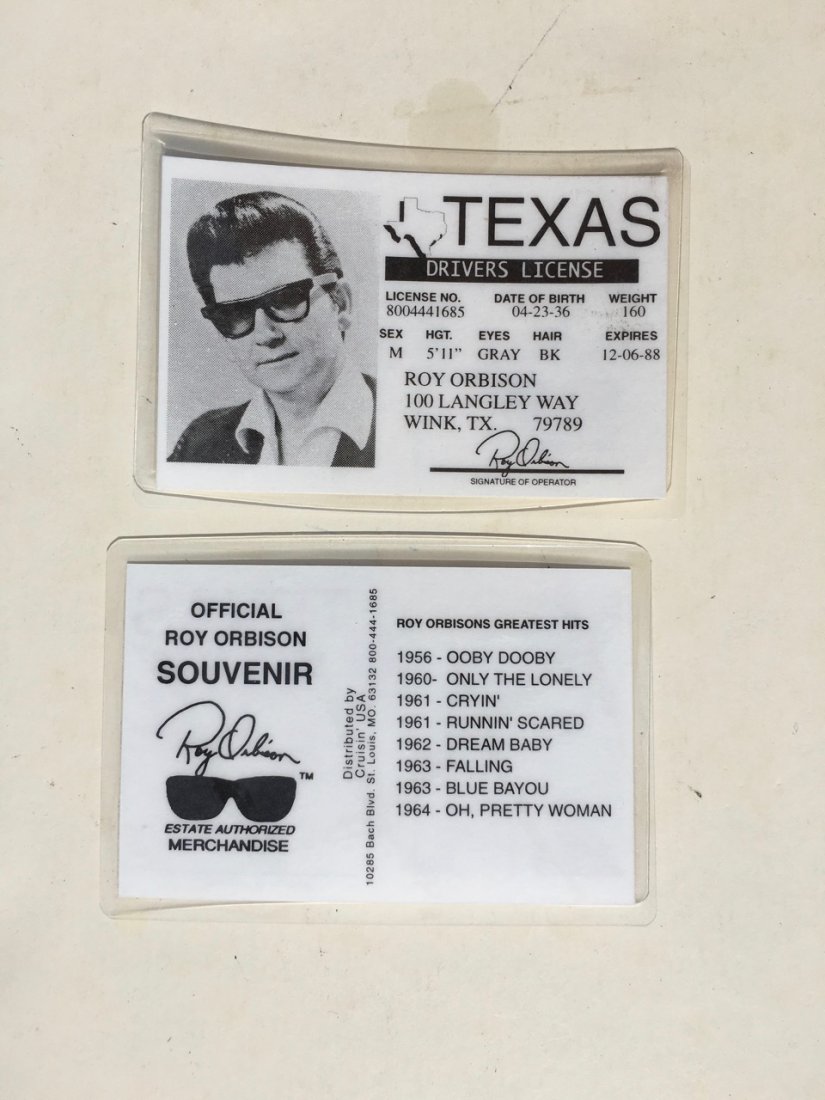 TEXAS
DRIVERS LICENSE
LICENSE NO. DATE OF BIRTH WEIGHT
8004441685 04-23-36 160
SEX HGT. EYES HAIR EXPIRES
M 5'11" GRAY BK 12-06-88
ROY ORBISON
100 LANGLEY WAY
WINK, TX. 79789
Roy Orbison
SIGNATURE OF OPERATOR
OFFICIAL
ROY ORBISON
SOUVENIR
Roy Orbison
TM
ESTATE AUTHORIZED
MERCHANDISE
Distributed by
Cruisin' USA
10285 Bach Blvd. St. Louis, MO. 63132 800-444-1685
ROY ORBISONS GREATEST HITS
1956 - OOBY DOOBY
1960- ONLY THE LONELY
1961 - CRYIN'
1961 - RUNNIN' SCARED
1962 - DREAM BABY
1963 - FALLING
1963 - BLUE BAYOU
1964 - OH, PRETTY WOMAN